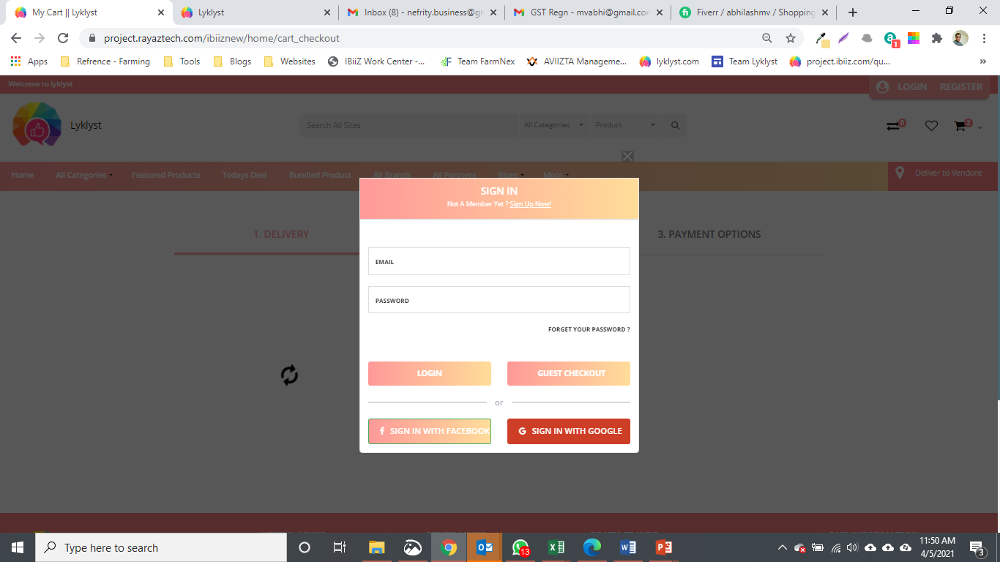 My Cart || Lyklyst
Lyklyst
Inbox (8) - nefrity.business@gr
GST Regn - mvabhi@gmail.con
Fiverr / abhilashmv / Shopping
project.rayaztech.com/ibiiznew/home/cart_checkout
1
Apps
Refrence - Farming
Tools
Blogs
Websites
IBiiZ Work Center -...
Team FarmNex
AVIIZTA Manageme...
lyklyst.com
Team Lyklyst
project.ibiiz.com/qu...
Welcome to lyklyst
LOGIN
REGISTER
Lyklyst
Search All Sites
All Categories
Product
0
2
Home
All Categories
Featured Products
Todays Deal
Bundled Product
All Brands
All Partners
Blogs
More
Deliver to Vendore
SIGN IN
Not A Member Yet ? Sign Up Now!
1. DELIVERY
3. PAYMENT OPTIONS
EMAIL
PASSWORD
FORGET YOUR PASSWORD ?
LOGIN
GUEST CHECKOUT
or
SIGN IN WITH FACEBOOK
SIGN IN WITH GOOGLE
Type here to search
13
11:50 AM
4/5/2021
3